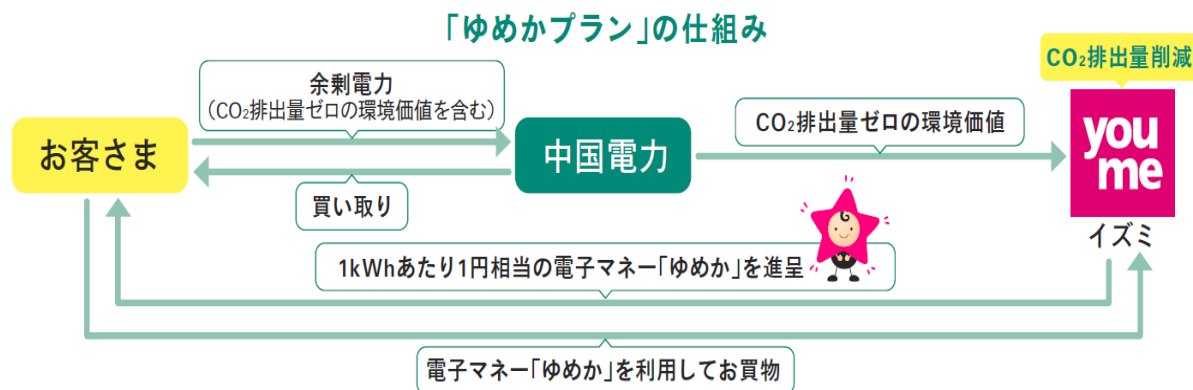 「ゆめかプラン」の仕組み
CO₂排出量削減
余剰電力
（CO₂排出量ゼロの環境価値を含む）
CO₂排出量ゼロの環境価値
お客さま
中国電力
you
me
買い取り
イズミ
1kWhあたり1円相当の電子マネー「ゆめか」を進呈
電子マネー「ゆめか」を利用してお買物